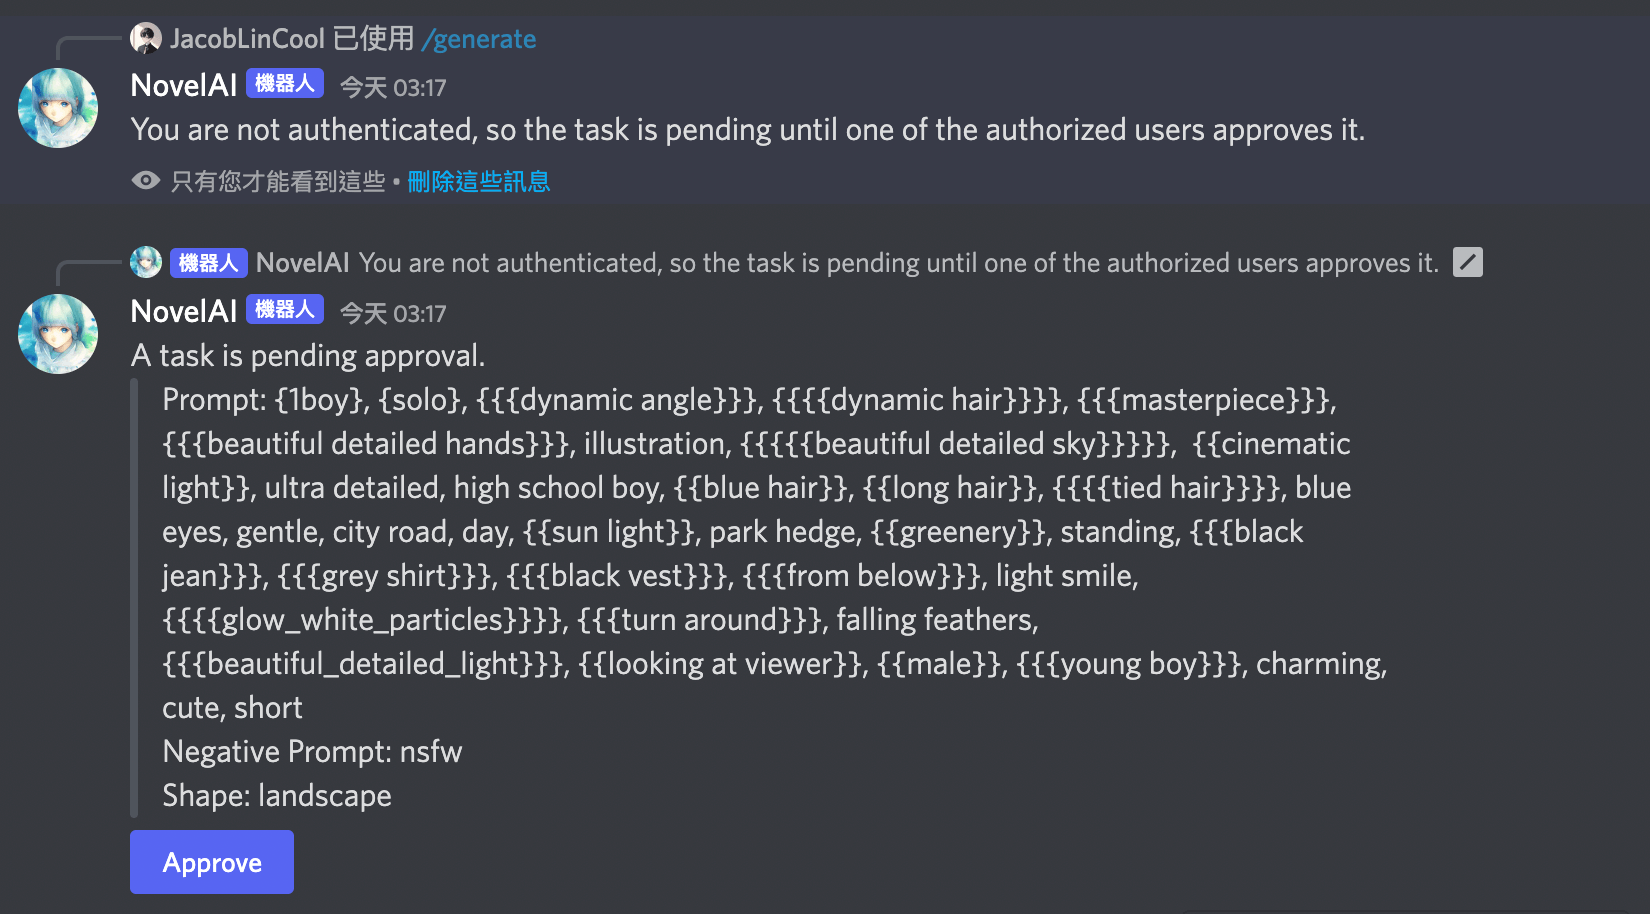 JacobLinCool 已使用 /generate
NovelAI 機器人 今天 03:17
You are not authenticated, so the task is pending until one of the authorized users approves it.
只有您才能看到這些 • 刪除這些訊息
機器人 NovelAI You are not authenticated, so the task is pending until one of the authorized users approves it.
NovelAI 機器人 今天 03:17
A task is pending approval.
Prompt: {1boy}, {solo}, {{{dynamic angle}}}, {{{{dynamic hair}}}}, {{{masterpiece}}},
{{{beautiful detailed hands}}}, illustration, {{{{{beautiful detailed sky}}}}}, {{cinematic
light}}, ultra detailed, high school boy, {{blue hair}}, {{long hair}}, {{{{tied hair}}}}, blue
eyes, gentle, city road, day, {{sun light}}, park hedge, {{greenery}}, standing, {{{black
jean}}}, {{{grey shirt}}}, {{{black vest}}}, {{{from below}}}, light smile,
{{{{glow_white_particles}}}}, {{{turn around}}}, falling feathers,
{{{beautiful_detailed_light}}}, {{looking at viewer}}, {{male}}, {{{young boy}}}, charming,
cute, short
Negative Prompt: nsfw
Shape: landscape
Approve